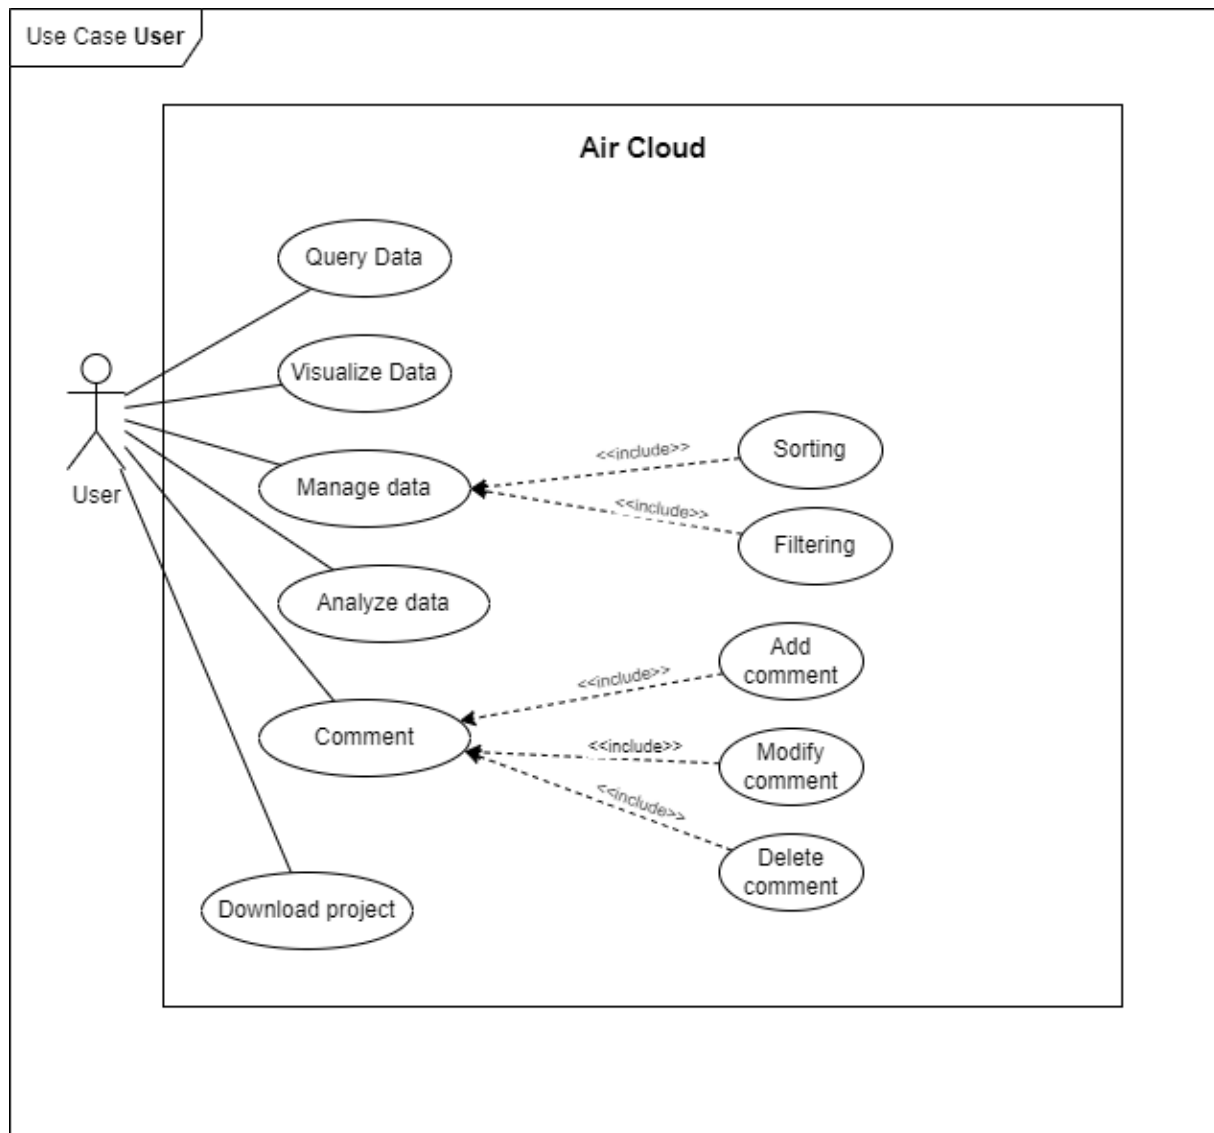 Use Case User
Air Cloud
Query Data
Visualize Data
User
Manage data
<<include>>
Sorting
<<include>>
Filtering
Analyze data
Add
comment
<<include>>
Comment
<<include>>
Modify
comment
<<include>>
Delete
comment
Download project